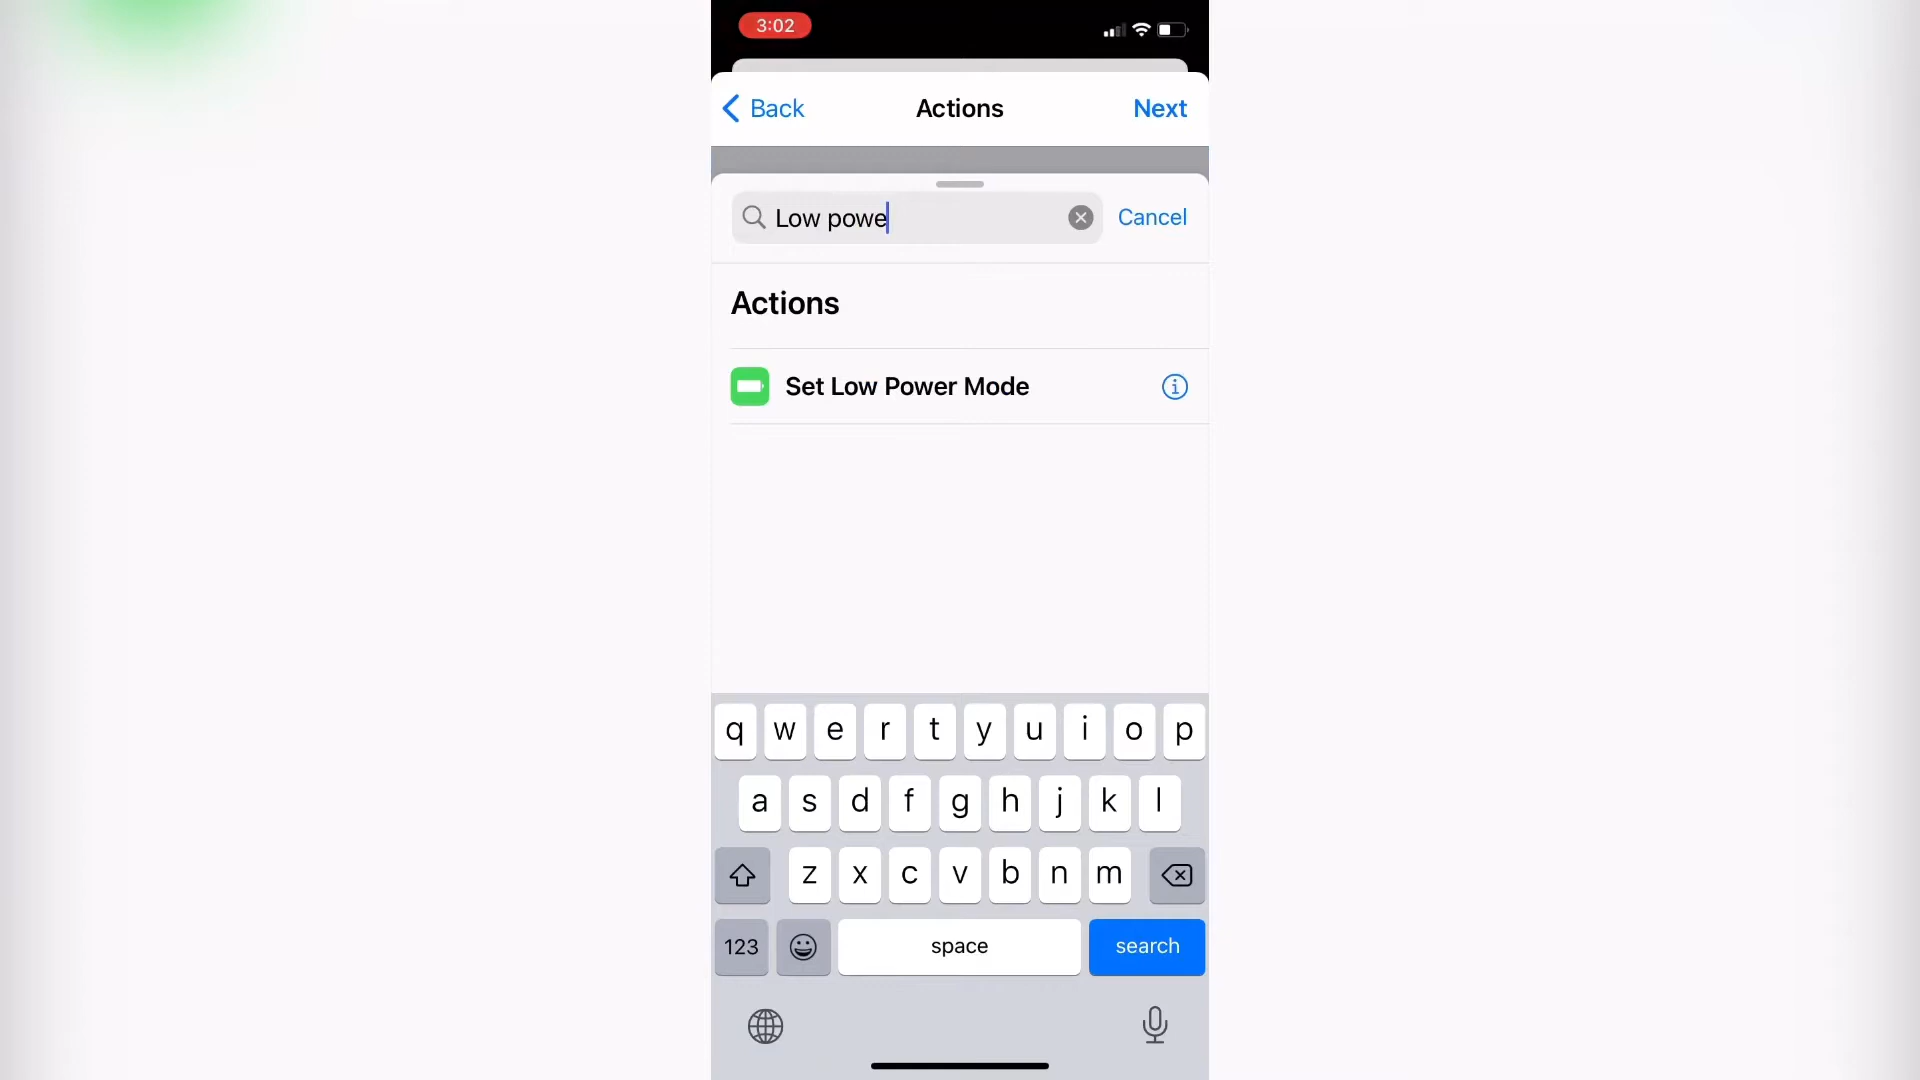 3:02
Back Actions Next
Low powe Cancel
Actions
Set Low Power Mode
q w e r t y u i o p
a s d f g h j k l
z x c v b n m
123 space search